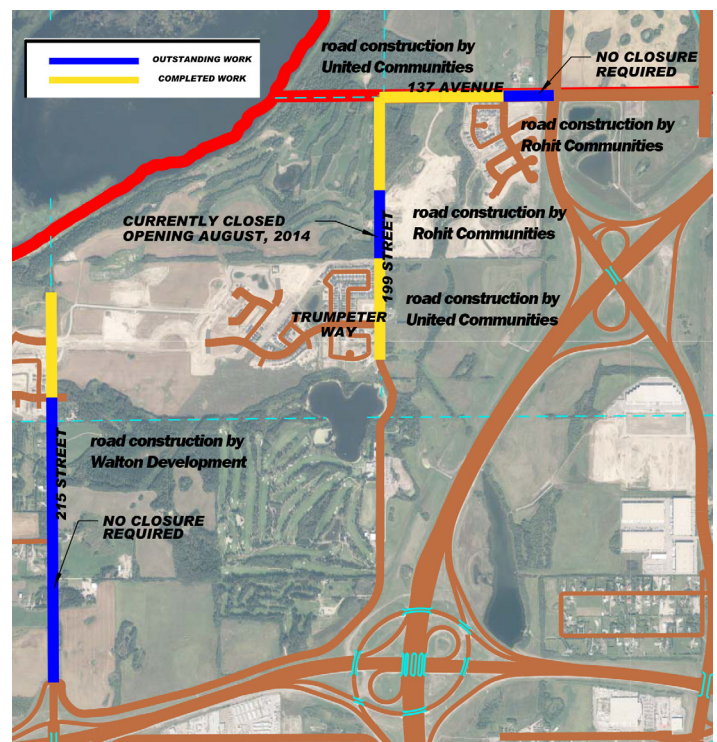 OUTSTANDING WORK
COMPLETED WORK
road construction by
United Communities
NO CLOSURE
REQUIRED
137 AVENUE
road construction by
Rohit Communities
CURRENTLY CLOSED
OPENING AUGUST, 2014
road construction by
Rohit Communities
199 STREET
road construction by
United Communities
TRUMPETER
WAY
road construction by
Walton Development
215 STREET
NO CLOSURE
REQUIRED